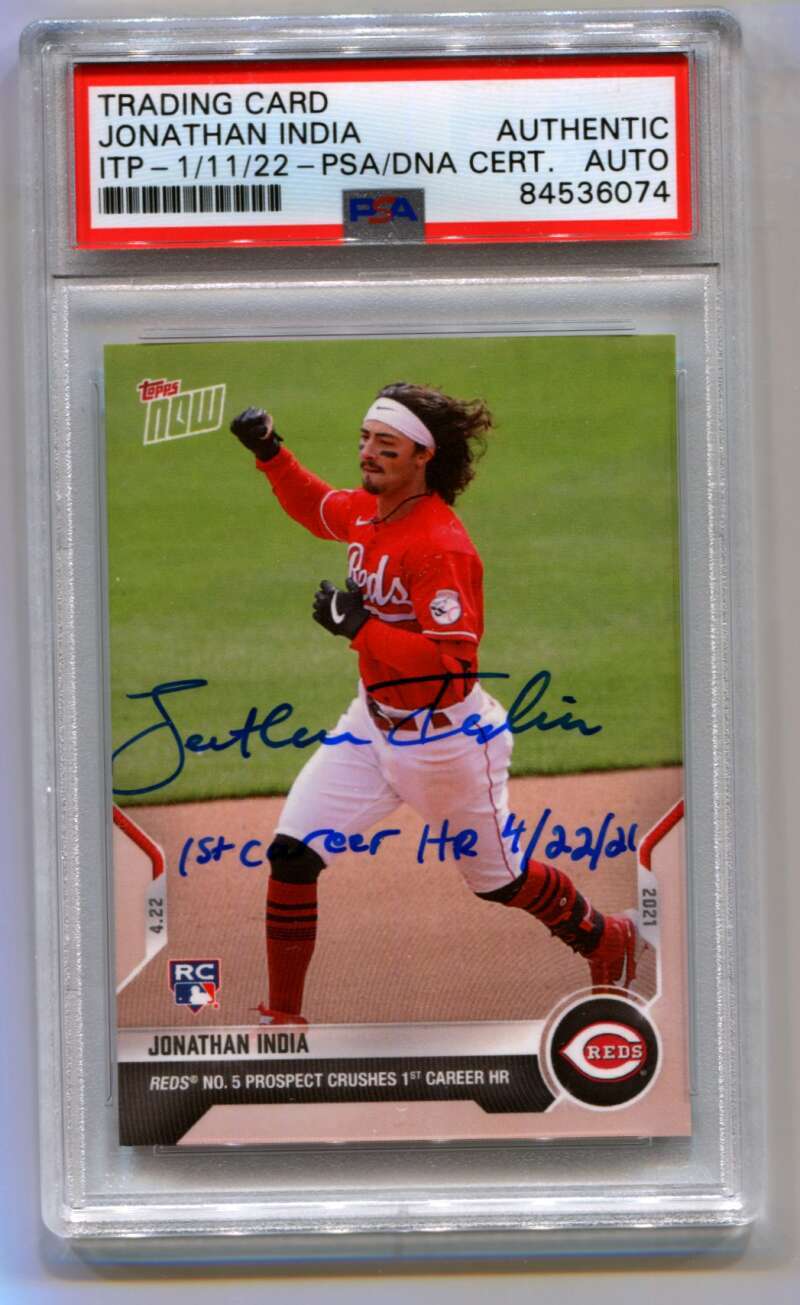 TRADING CARD
JONATHAN INDIA AUTHENTIC
ITP - 1/11/22 - PSA/DNA CERT. AUTO
PSA 84536074
topps
NOW
Reds
Jonathan India
1st career HR 4/22/21
4.22
2021
RC
JONATHAN INDIA
REDS
REDS® NO. 5 PROSPECT CRUSHES 1ST CAREER HR